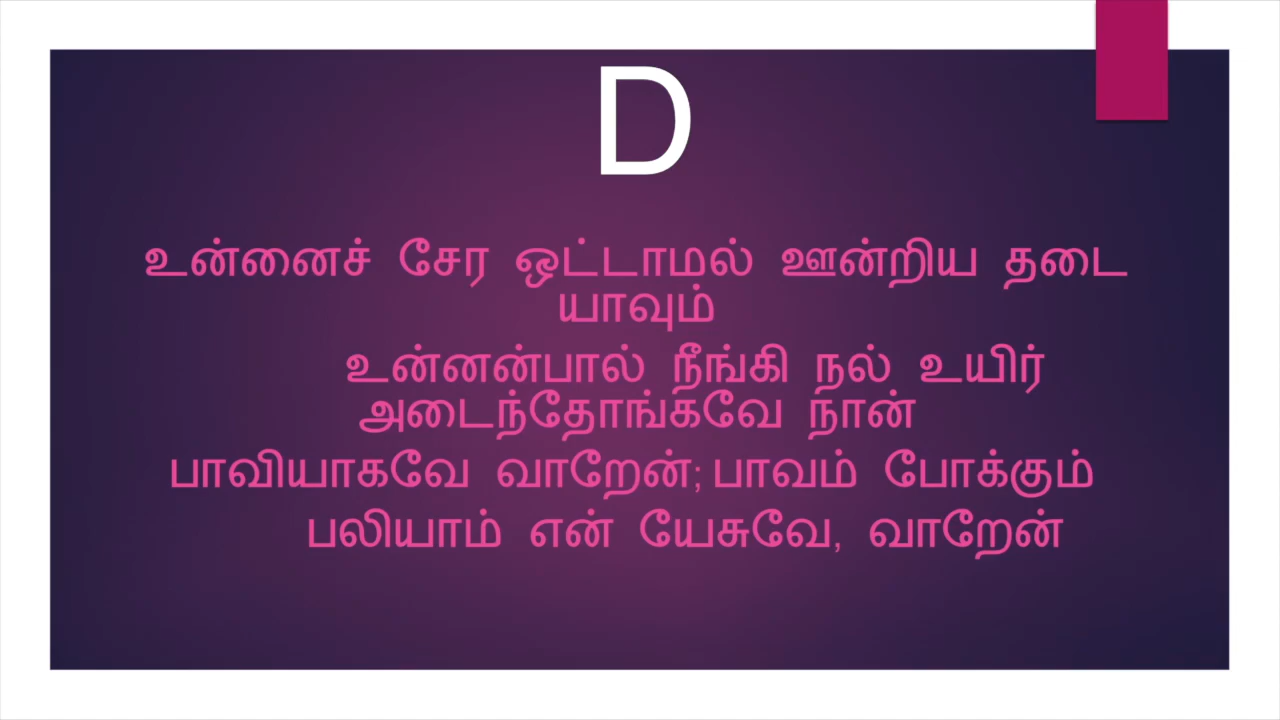 D
உன்னைச் சேர ஒட்டாமல் ஊன்றிய தடை
யாவும்
உன்னன்பால் நீங்கி நல் உயிர்
அடைந்தோங்கவே நான்
பாவியாகவே வாறேன்; பாவம் போக்கும்
பலியாம் என் யேசுவே, வாறேன்